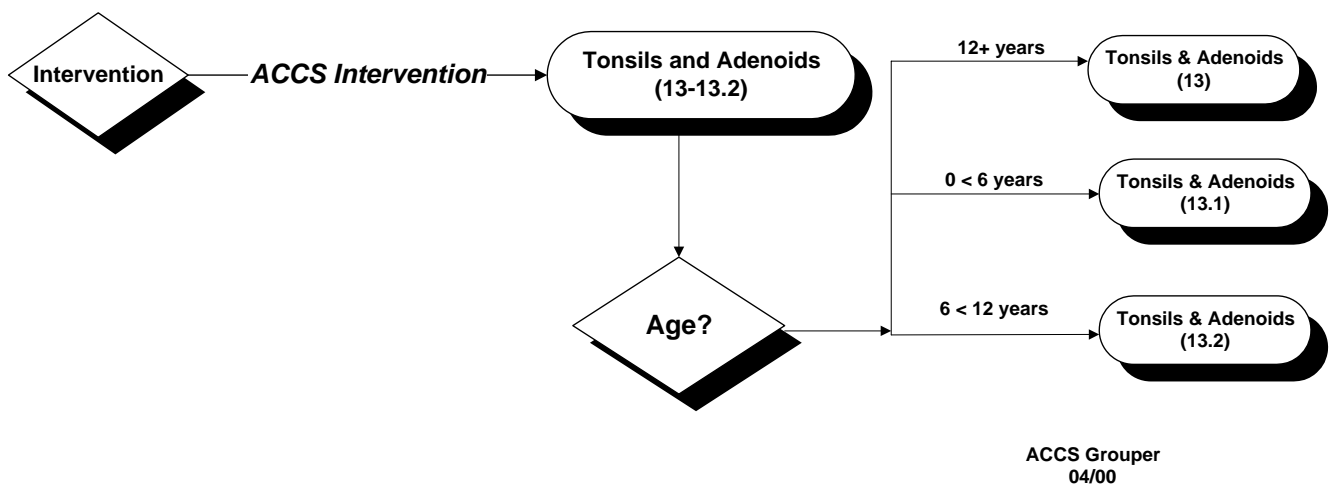 Intervention
ACCS Intervention
Tonsils and Adenoids
(13-13.2)
12+ years
Tonsils & Adenoids
(13)
0 < 6 years
Tonsils & Adenoids
(13.1)
Age?
6 < 12 years
Tonsils & Adenoids
(13.2)
ACCS Grouper
04/00